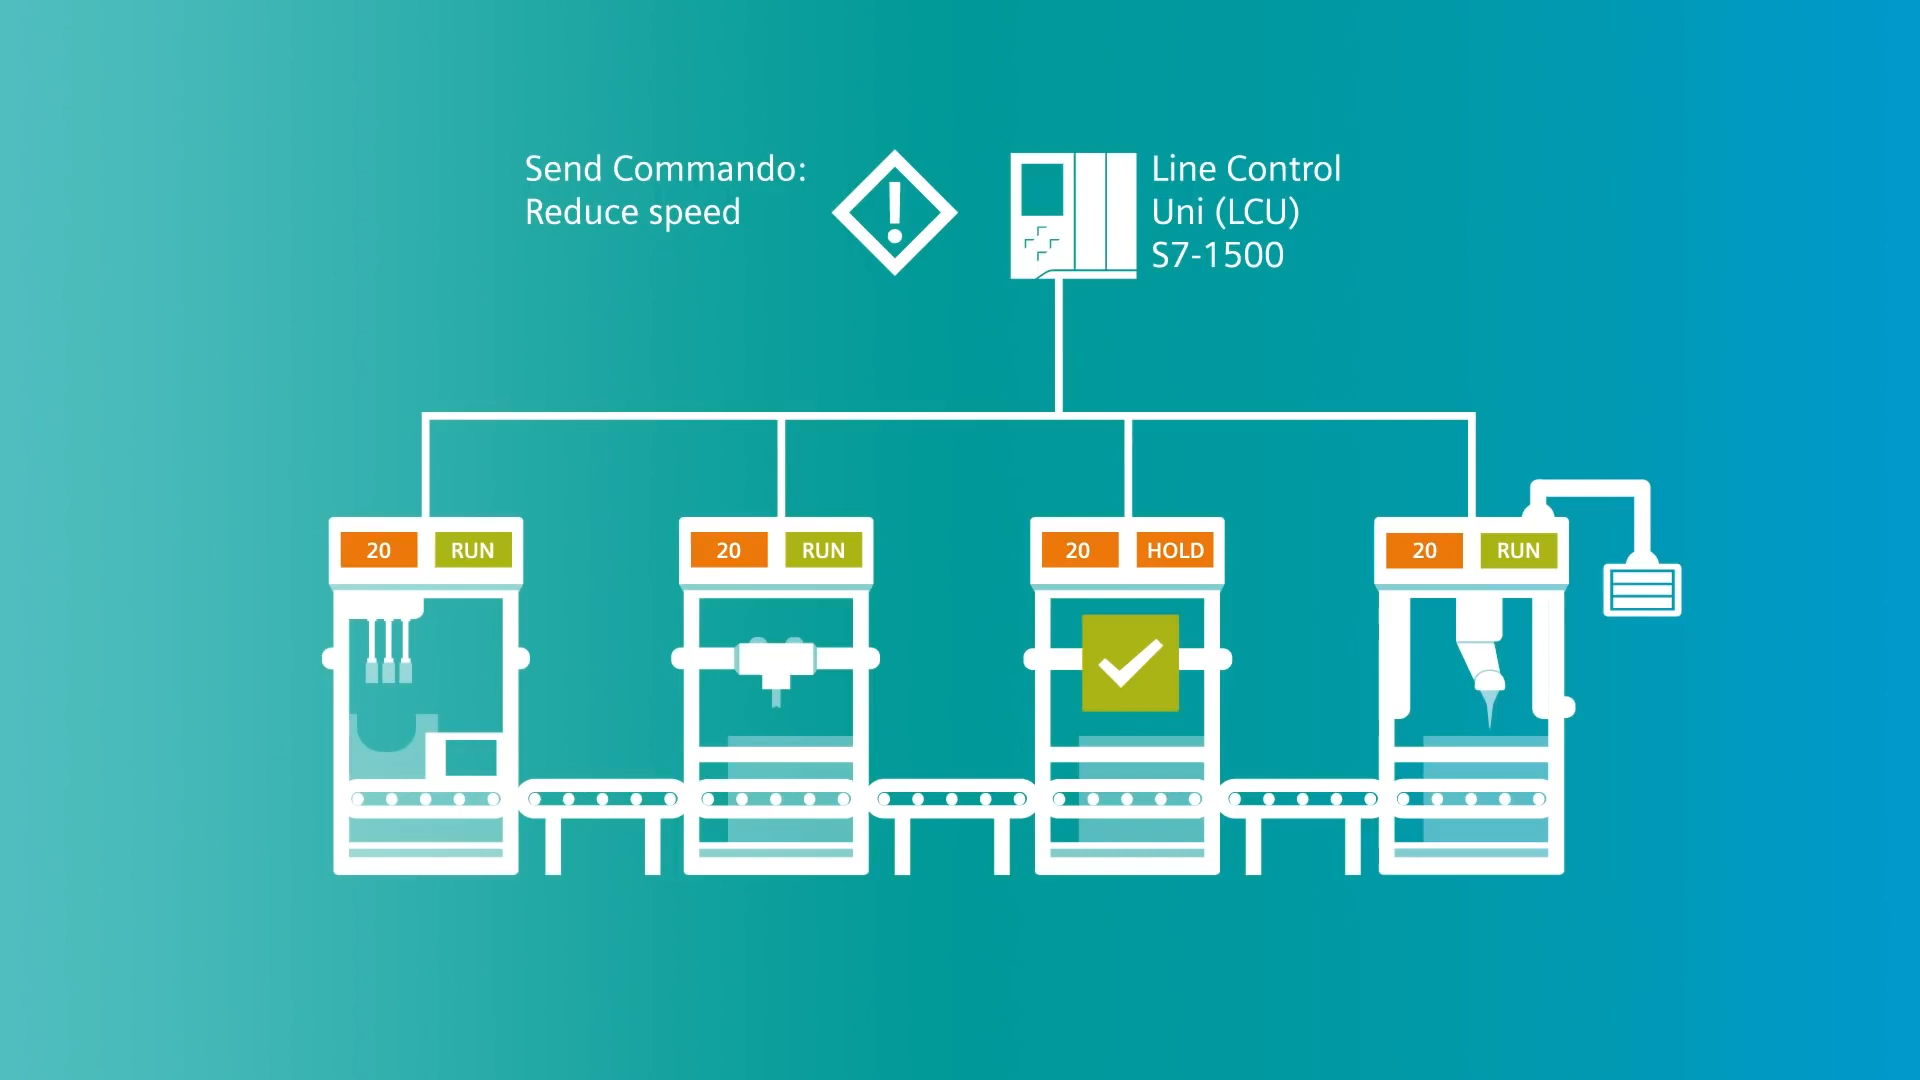 Send Commando:
Reduce speed
Line Control
Uni (LCU)
S7-1500
20 RUN
20 RUN
20 HOLD
20 RUN